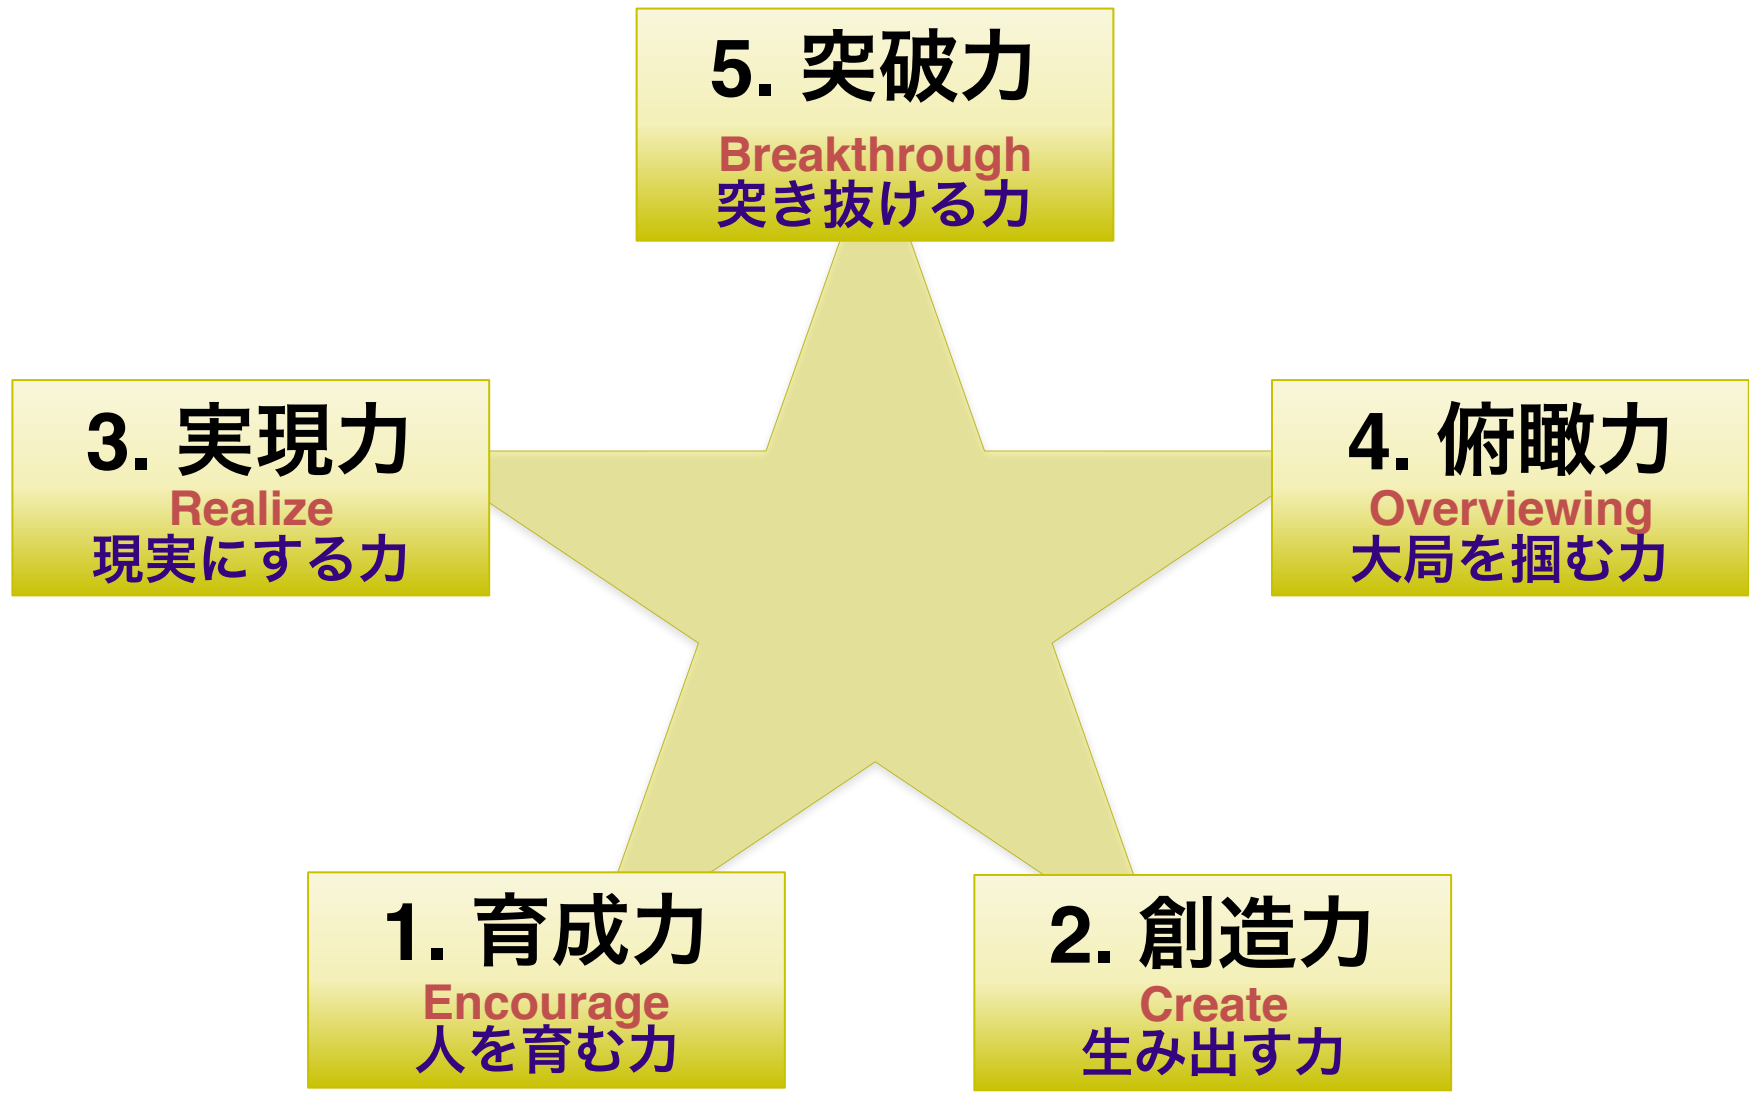 5. 突破力
Breakthrough
突き抜ける力
3. 実現力
Realize
現実にする力
4. 俯瞰力
Overviewing
大局を掴む力
1. 育成力
Encourage
人を育む力
2. 創造力
Create
生み出す力